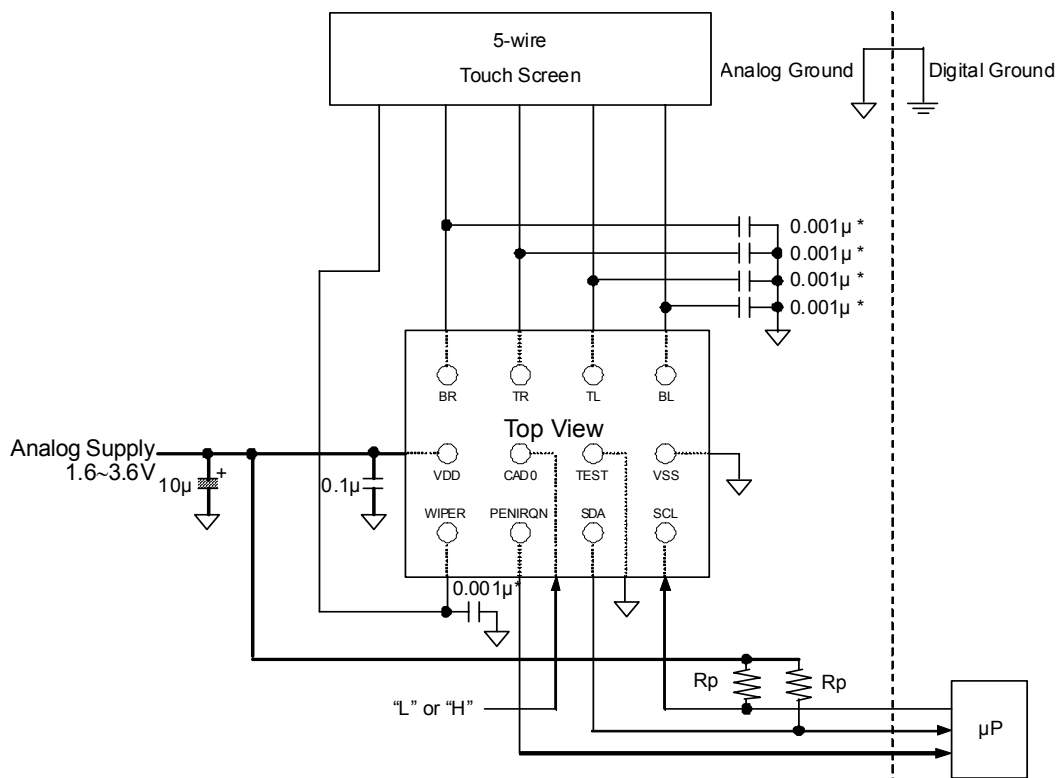 5-wire
Touch Screen
Analog Ground
Digital Ground
0.001µ *
0.001µ *
0.001µ *
0.001µ *
BR TR TL BL
Top View
Analog Supply
1.6~3.6V
10µ
+
0.1µ
VDD CAD0 TEST VSS
WIPER PENIRQN SDA SCL
0.001µ*
Rp
Rp
"L" or "H"
µP